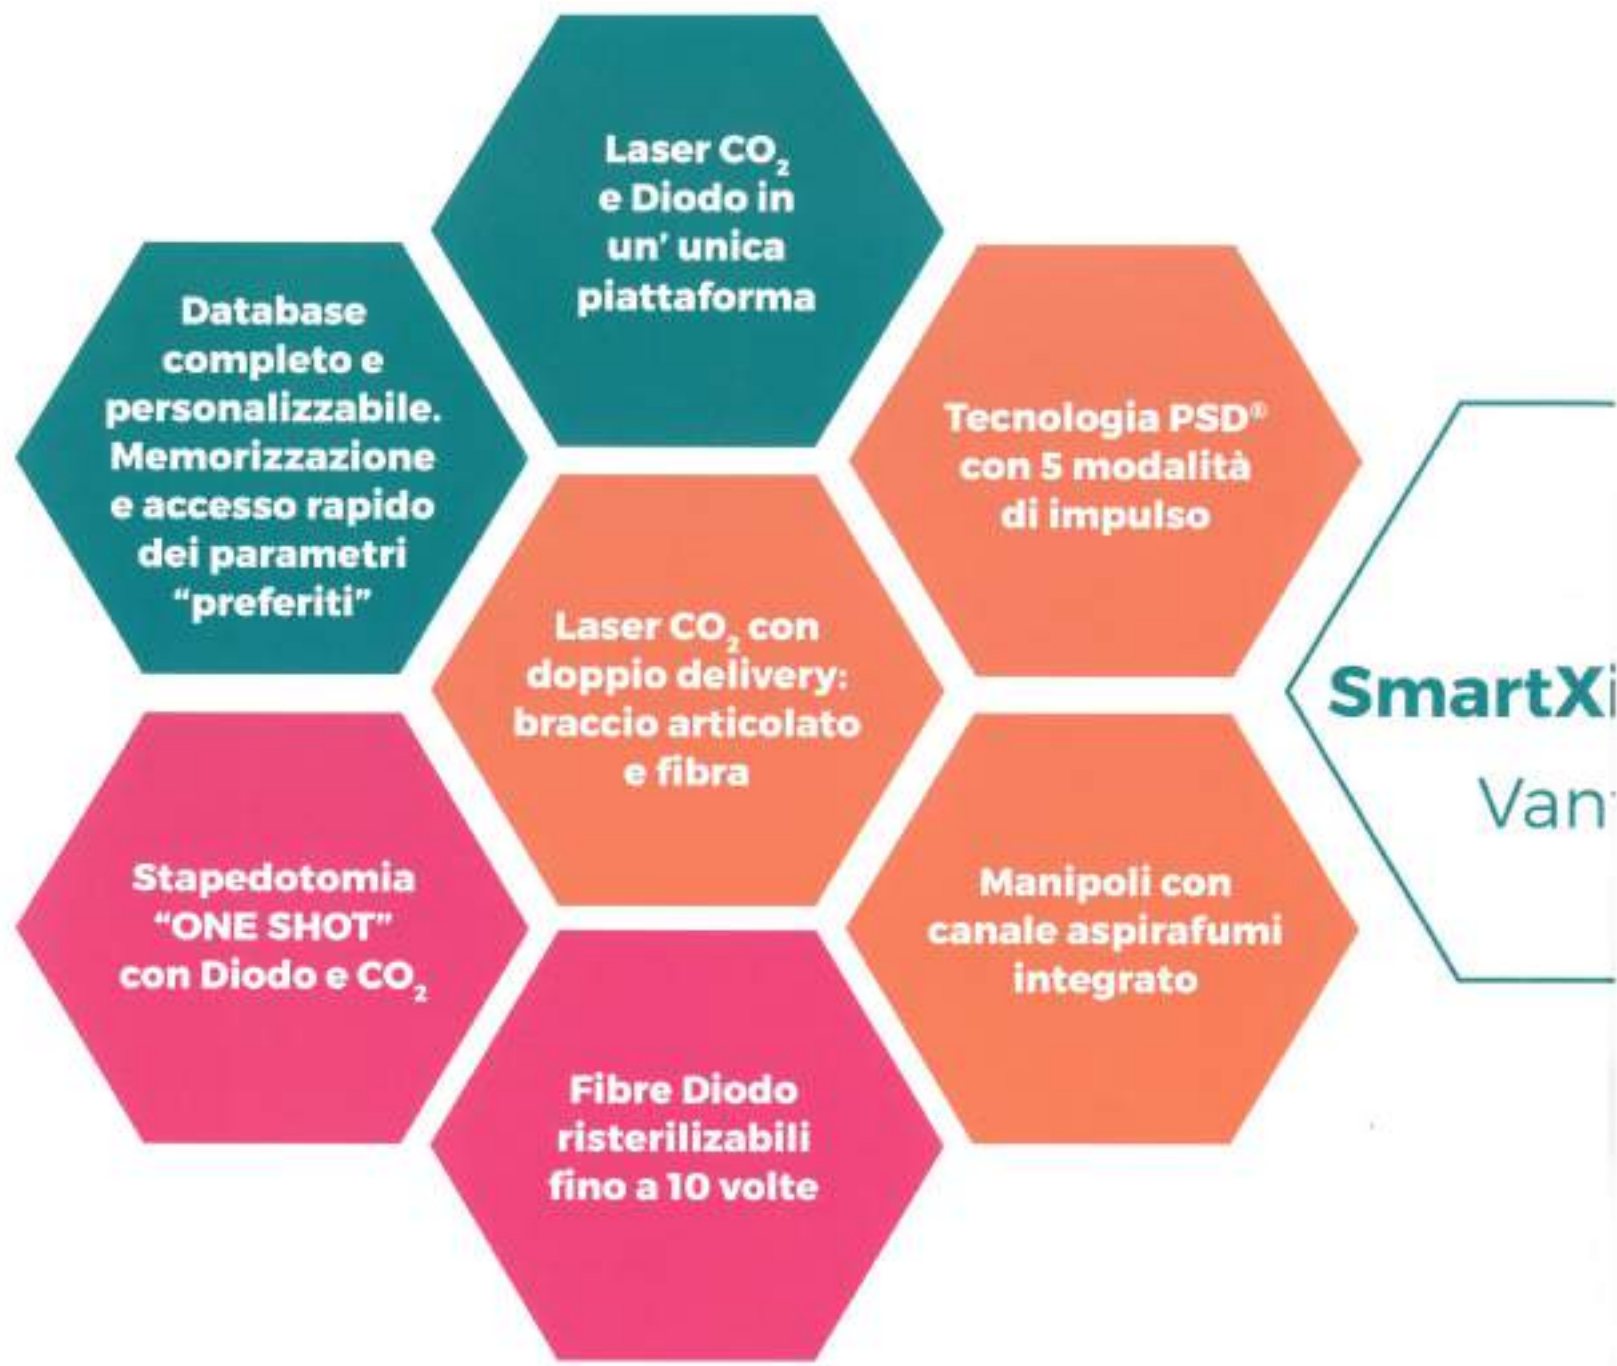 Laser CO₂
e Diodo in
un' unica
piattaforma
Database
completo e
personalizzabile.
Memorizzazione
e accesso rapido
dei parametri
“preferiti”
Tecnologia PSD®
con 5 modalità
di impulso
Laser CO₂ con
doppio delivery:
braccio articolato
e fibra
SmartXi
Van
Stapedotomia
“ONE SHOT”
con Diodo e CO₂
Manipoli con
canale aspirafumi
integrato
Fibre Diodo
risterilizabili
fino a 10 volte